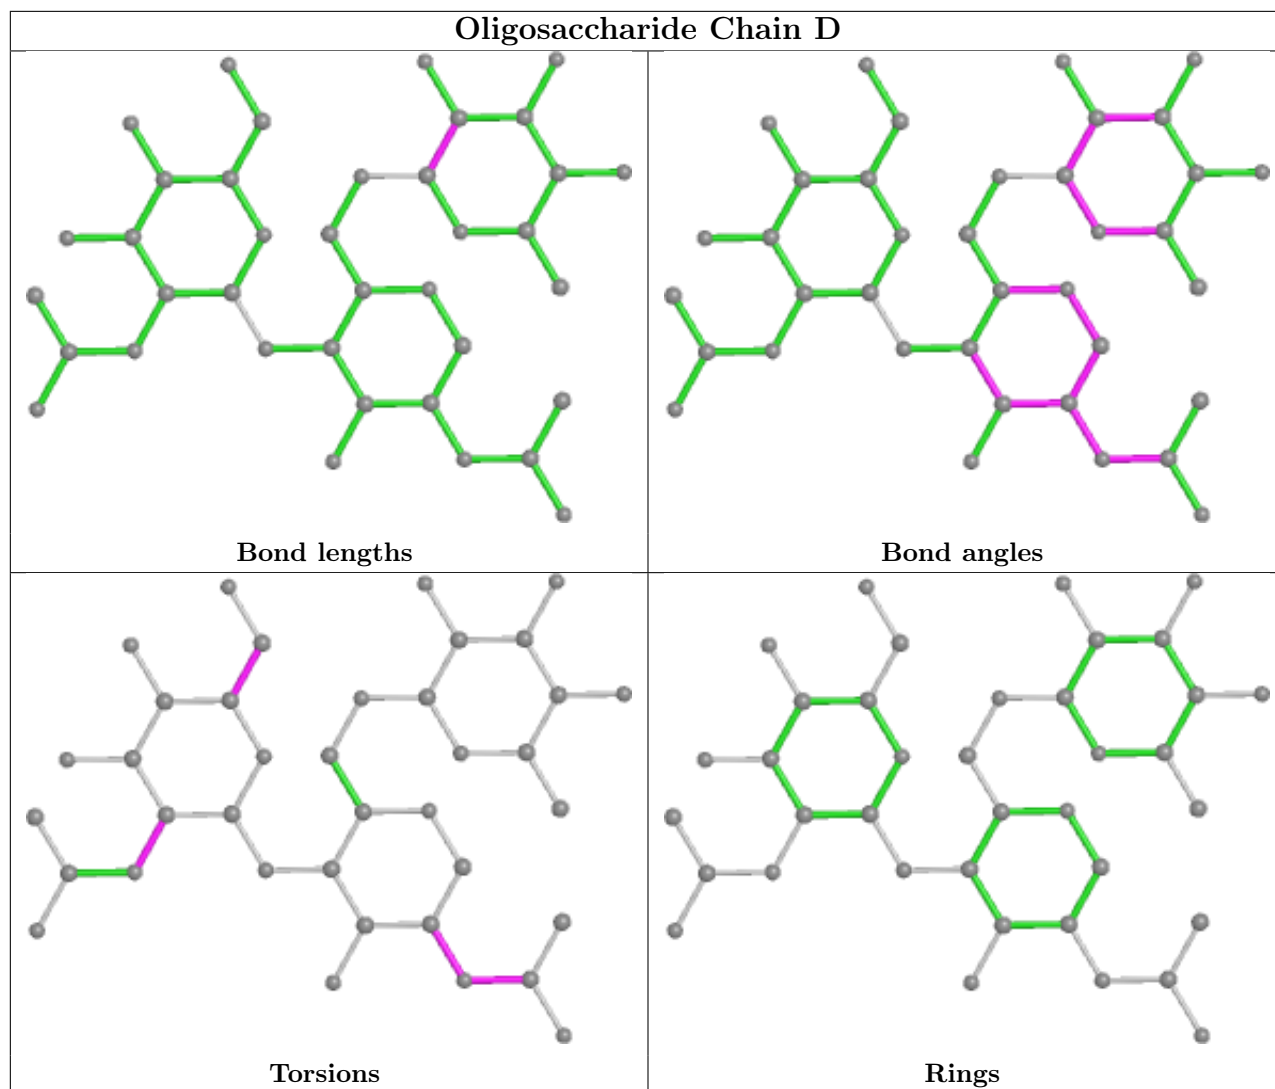 Oligosaccharide Chain D
Bond lengths
Bond angles
Torsions
Rings